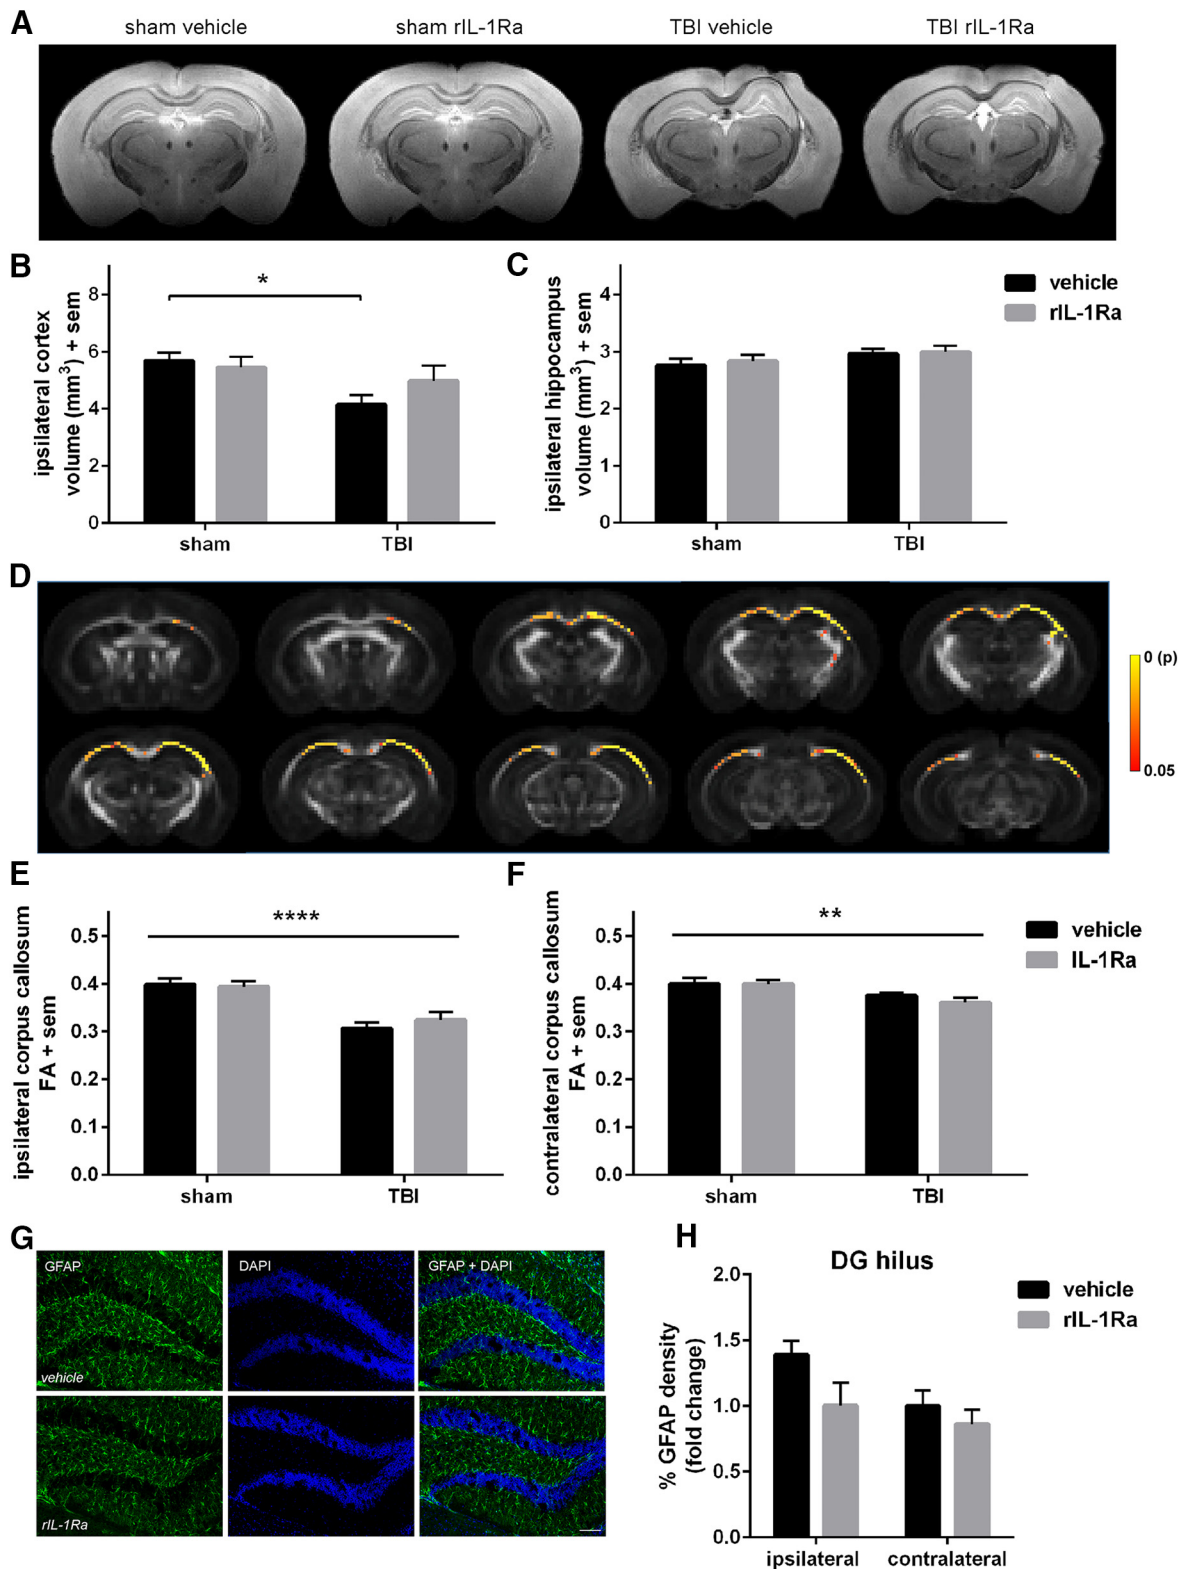 A
sham vehicle
sham rIL-1Ra
TBI vehicle
TBI rIL-1Ra
B
ipsilateral cortex
volume (mm3) + sem
8
6
4
2
0
*
sham
TBI
C
ipsilateral hippocampus
volume (mm3) + sem
4
3
2
1
0
sham
TBI
vehicle
rIL-1Ra
D
0 (p)
0.05
E
ipsilateral corpus callosum
FA + sem
0.5
0.4
0.3
0.2
0.1
0.0
****
sham
TBI
F
contralateral corpus callosum
FA + sem
0.5
0.4
0.3
0.2
0.1
0.0
**
sham
TBI
vehicle
IL-1Ra
G
GFAP
DAPI
GFAP + DAPI
vehicle
rIL-1Ra
H
DG hilus
% GFAP density
(fold change)
2.0
1.5
1.0
0.5
0.0
ipsilateral
contralateral
vehicle
rIL-1Ra